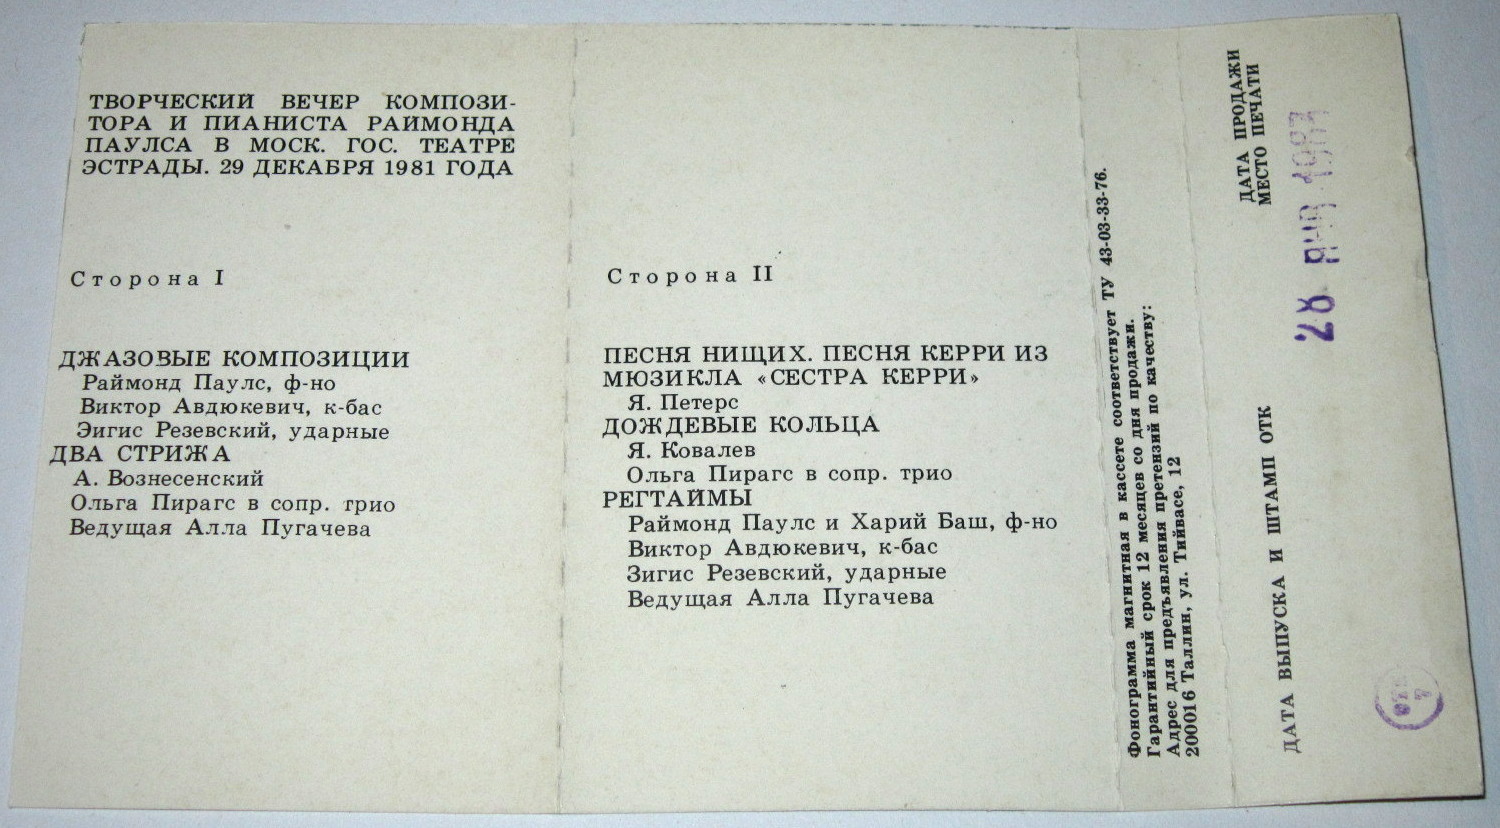 ТВОРЧЕСКИЙ ВЕЧЕР КОМПОЗИ-
ТОРА И ПИАНИСТА РАИМОНДА
ПАУЛСА В МОСК. ГОС. ТЕАТРЕ
ЭСТРАДЫ. 29 ДЕКАБРЯ 1981 ГОДА
Сторона I
ДЖАЗОВЫЕ КОМПОЗИЦИИ
Раймонд Паулс, ф-но
Виктор Авдюкевич, к-бас
Эигис Резевский, ударные
ДВА СТРИЖА
А. Вознесенский
Ольга Пирагс в сопр. трио
Ведущая Алла Пугачева
Сторона II
ПЕСНЯ НИЩИХ. ПЕСНЯ КЕРРИ ИЗ
МЮЗИКЛА «СЕСТРА КЕРРИ»
Я. Петерс
ДОЖДЕВЫЕ КОЛЬЦА
Я. Ковалев
Ольга Пирагс в сопр. трио
РЕГТАЙМЫ
Раймонд Паулс и Харий Баш, ф-но
Виктор Авдюкевич, к-бас
Зигис Резевский, ударные
Ведущая Алла Пугачева
Фонограмма магнитная в кассете соответствует ТУ 43-03-33-76.
Гарантийный срок 12 месяцев со дня продажи.
Адрес для предъявления претензий по качеству:
200016 Таллин, ул. Тийвасе, 12
ДАТА ПРОДАЖИ
МЕСТО ПЕЧАТИ
ДАТА ВЫПУСКА И ШТАМП ОТК
28 ЯНВ